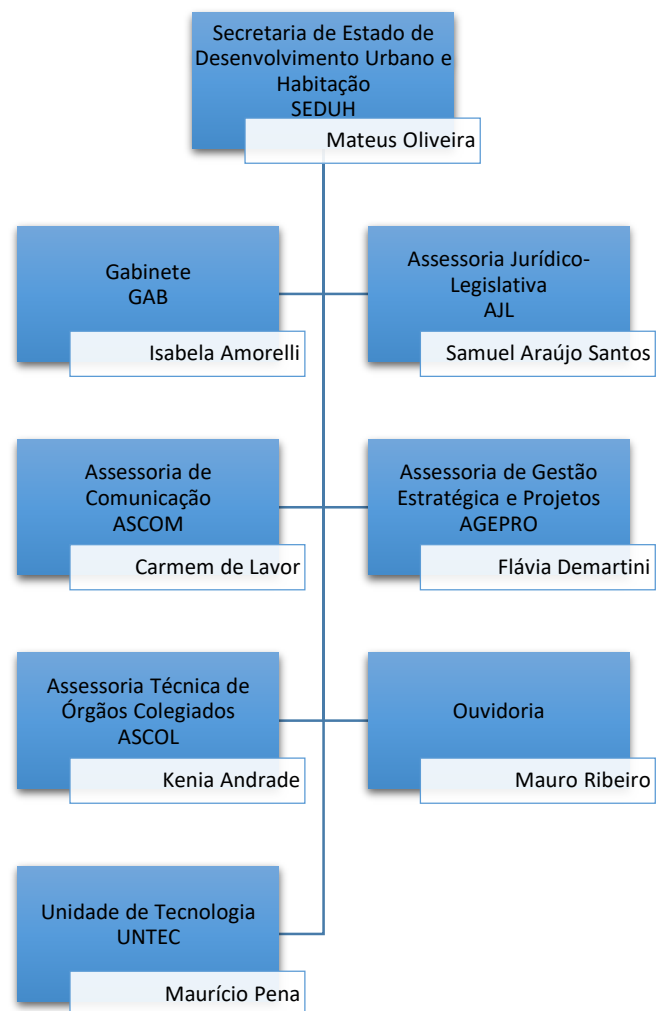 Secretaria de Estado de
Desenvolvimento Urbano e
Habitação
SEDUH
Mateus Oliveira
Gabinete
GAB
Isabela Amorelli
Assessoria Jurídico-
Legislativa
AJL
Samuel Araújo Santos
Assessoria de
Comunicação
ASCOM
Carmem de Lavor
Assessoria de Gestão
Estratégica e Projetos
AGEPRO
Flávia Demartini
Assessoria Técnica de
Órgãos Colegiados
ASCOL
Kenia Andrade
Ouvidoria
Mauro Ribeiro
Unidade de Tecnologia
UNTEC
Maurício Pena